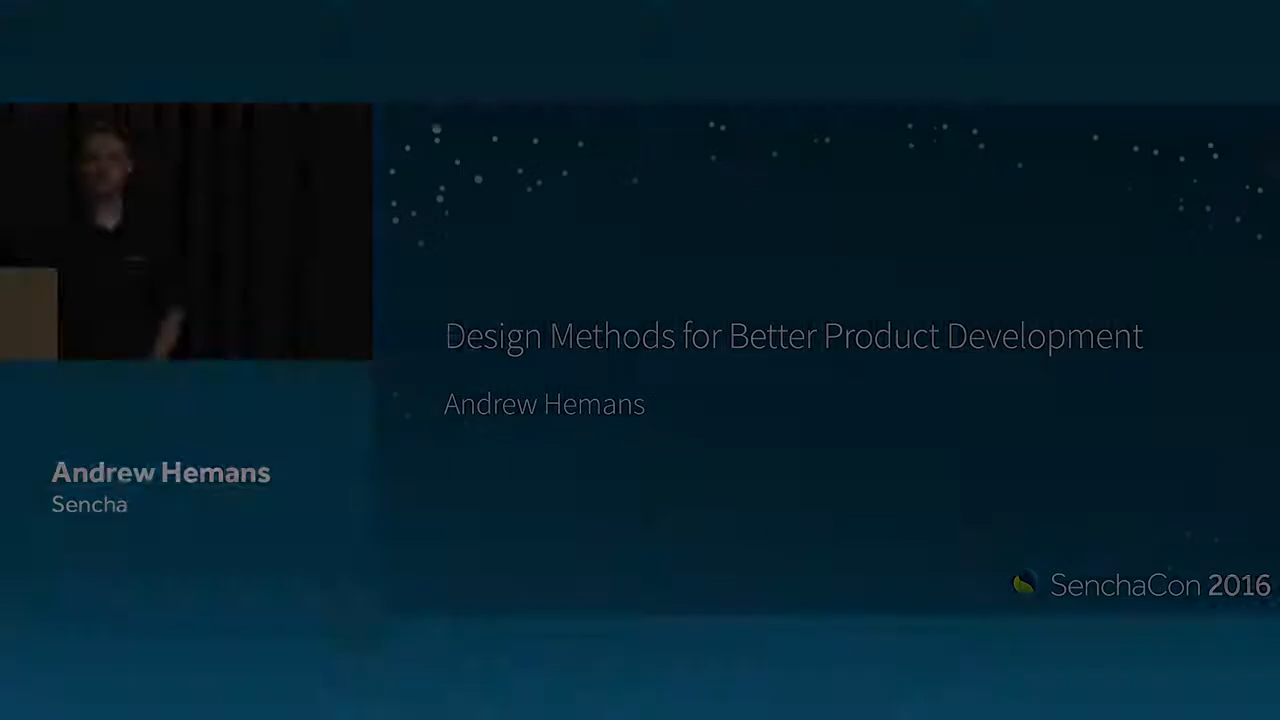 Design Methods for Better Product Development
Andrew Hemans
Andrew Hemans
Sencha
SenchaCon 2016